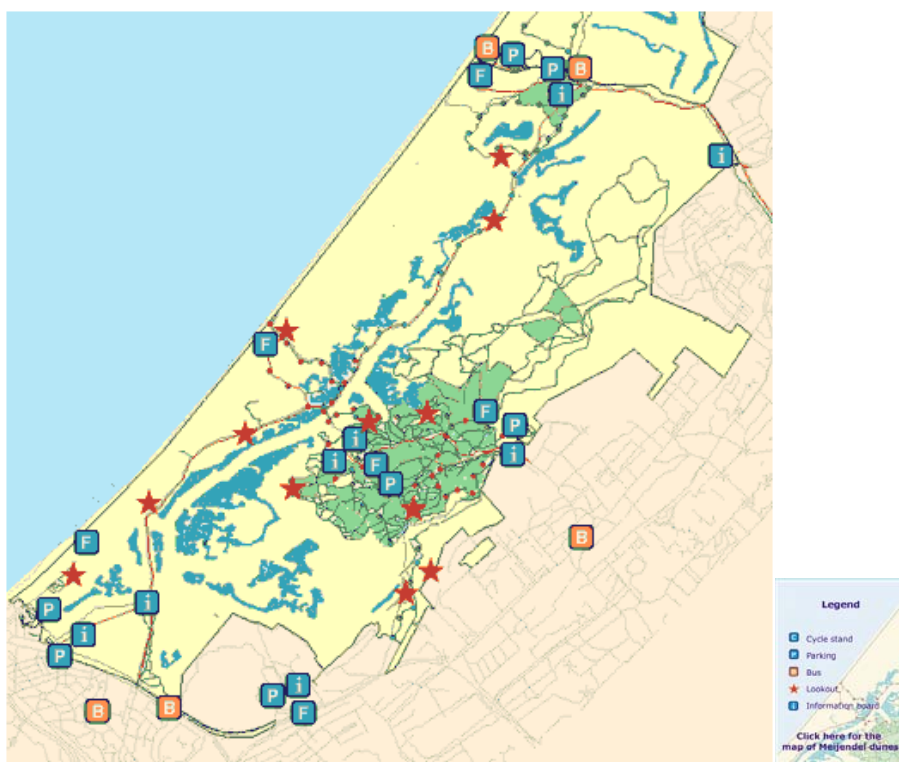 B
P
P
B
F
i
i
F
F
P
i
i
i
F
P
B
F
P
i
i
P
P
i
B
B
F
Legend
C Cycle stand
P Parking
B Bus
Lookout
i Information board
Click here for the
map of Meijendel dunes